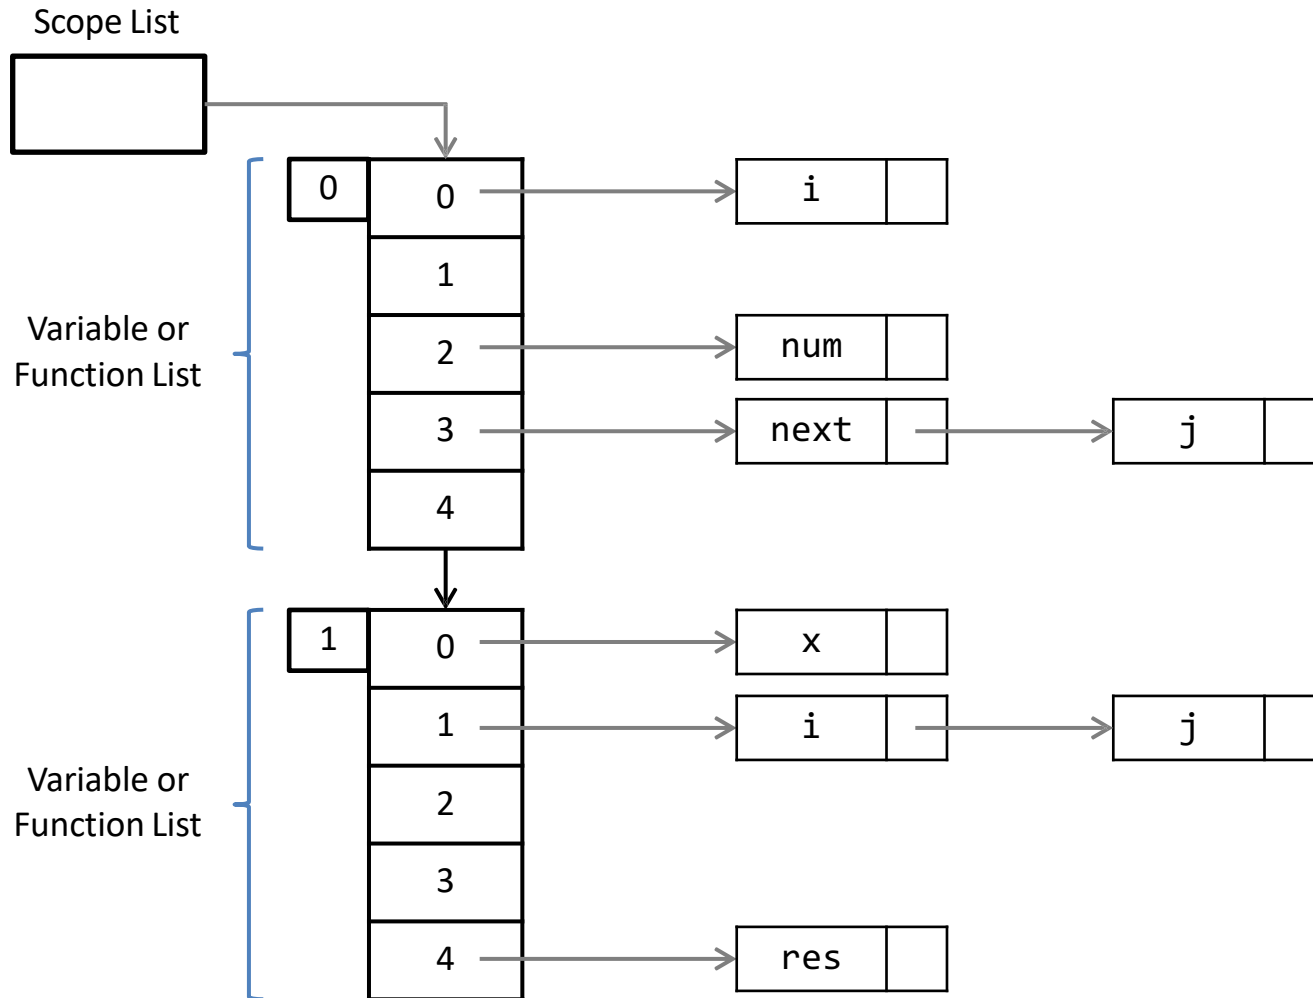 Scope List
0
0
i
1
Variable or
Function List
2
num
3
next
j
4
1
0
x
1
i
j
Variable or
Function List
2
3
4
res